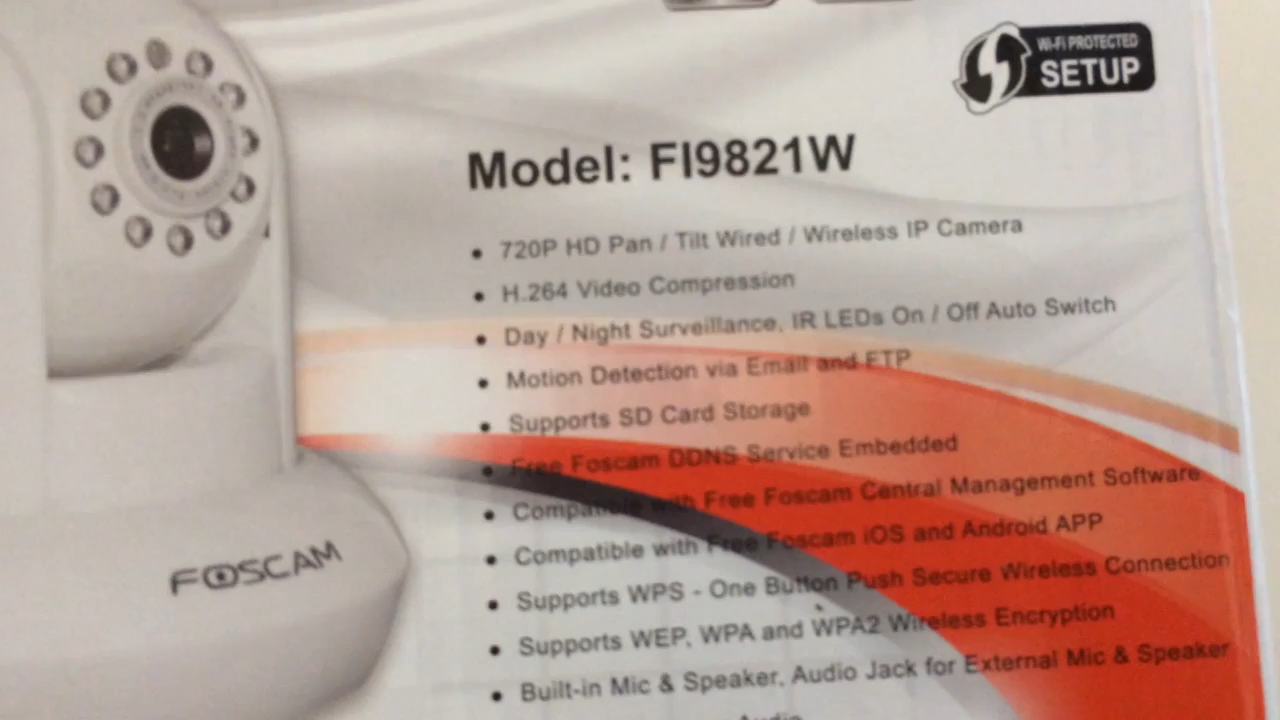 Wi-Fi PROTECTED
SETUP
Model: FI9821W
• 720P HD Pan / Tilt Wired / Wireless IP Camera
• H.264 Video Compression
• Day / Night Surveillance, IR LEDs On / Off Auto Switch
• Motion Detection via Email and FTP
• Supports SD Card Storage
• Free Foscam DDNS Service Embedded
• Compatible with Free Foscam Central Management Software
• Compatible with Free Foscam iOS and Android APP
• Supports WPS - One Button Push Secure Wireless Connection
• Supports WEP, WPA and WPA2 Wireless Encryption
• Built-in Mic & Speaker, Audio Jack for External Mic & Speaker
Audio
FOSCAM